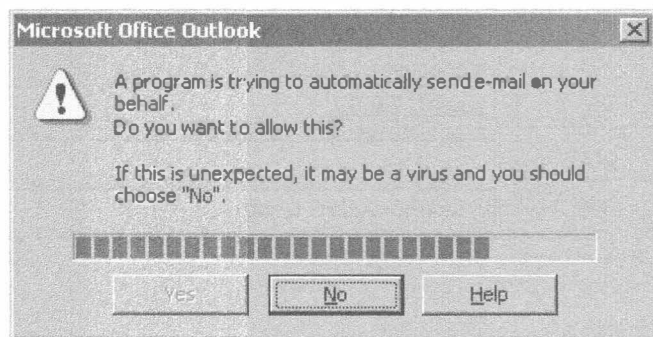 Microsoft Office Outlook
A program is trying to automatically send e-mail on your
behalf.
Do you want to allow this?
If this is unexpected, it may be a virus and you should
choose "No".
Yes
No
Help